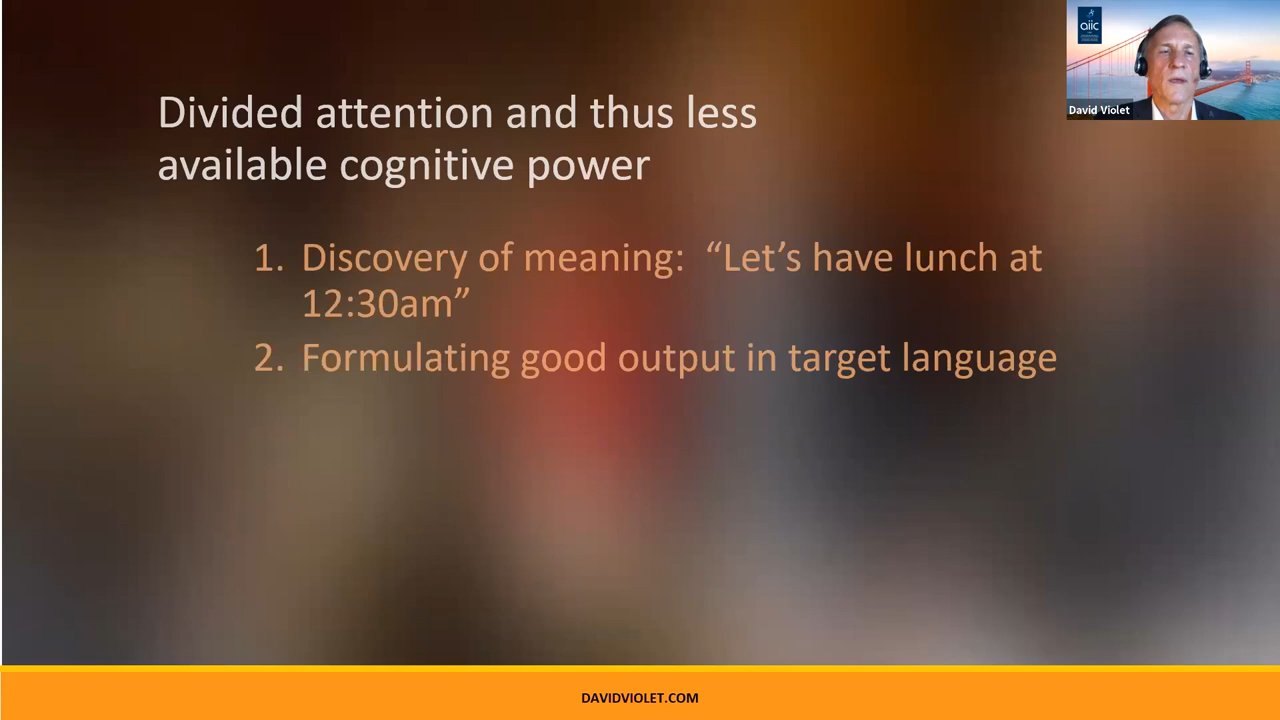 aiic
David Violet
Divided attention and thus less
available cognitive power
1. Discovery of meaning:  “Let’s have lunch at
12:30am”
2. Formulating good output in target language
DAVIDVIOLET.COM